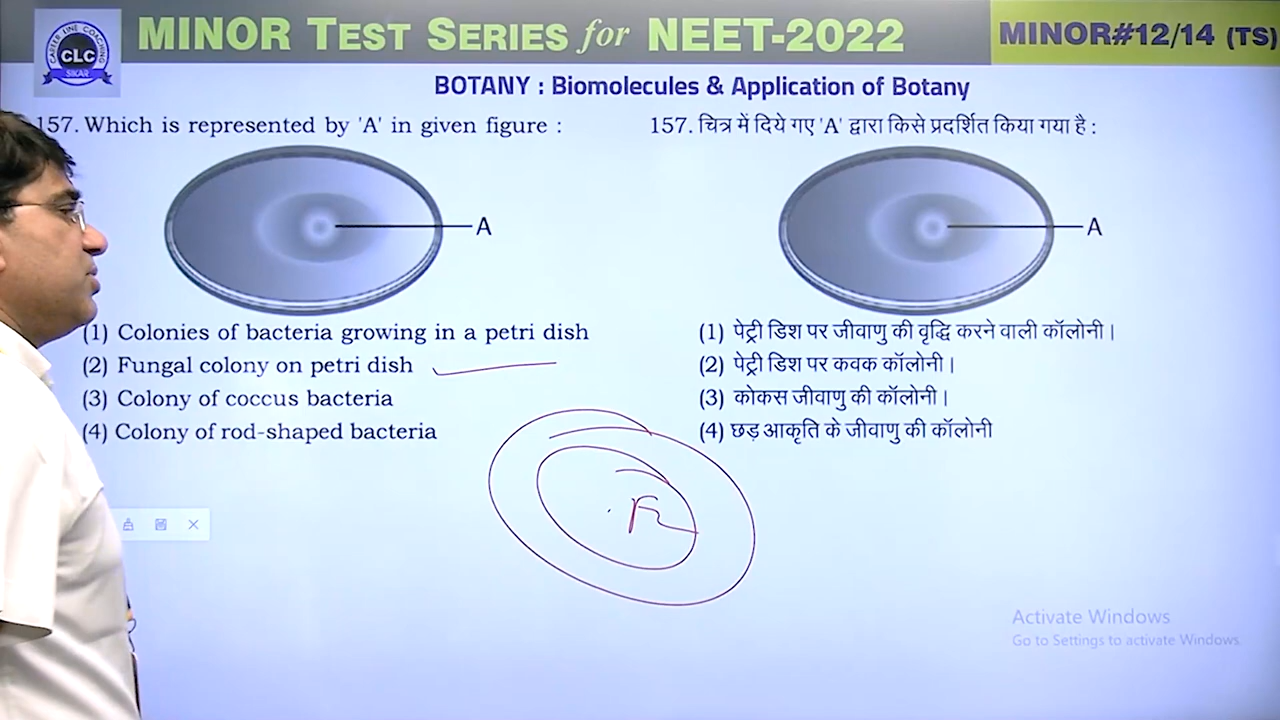 MINOR TEST SERIES for NEET-2022
MINOR#12/14 (TS)
CAREER LINE COACHING
CLC
SIKAR
BOTANY : Biomolecules & Application of Botany
157. Which is represented by 'A' in given figure :
A
(1) Colonies of bacteria growing in a petri dish
(2) Fungal colony on petri dish
(3) Colony of coccus bacteria
(4) Colony of rod-shaped bacteria
157. चित्र में दिये गए 'A' द्वारा किसे प्रदर्शित किया गया है :
A
(1) पेट्री डिश पर जीवाणु की वृद्धि करने वाली कॉलोनी।
(2) पेट्री डिश पर कवक कॉलोनी।
(3) कोकस जीवाणु की कॉलोनी।
(4) छड़ आकृति के जीवाणु की कॉलोनी
Activate Windows
Go to Settings to activate Windows.